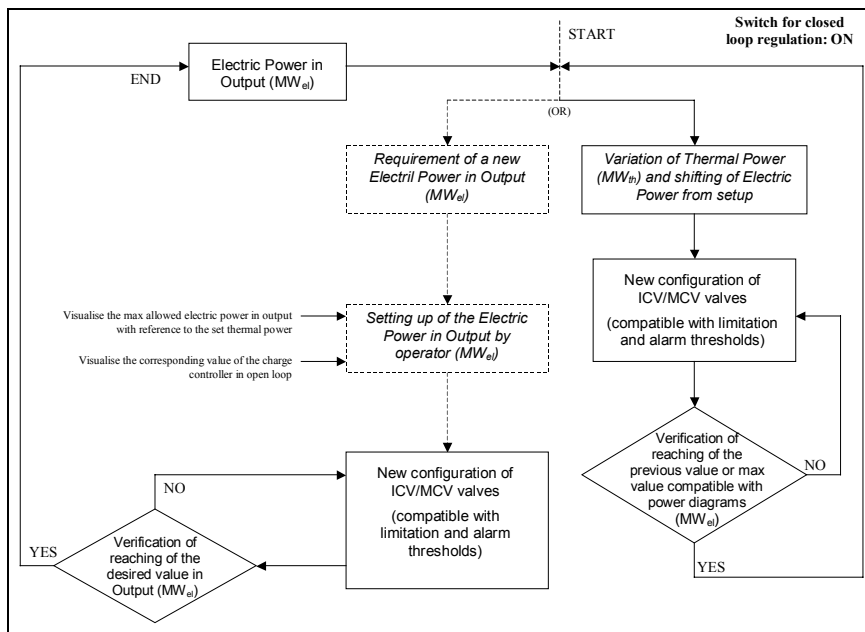 Switch for closed
loop regulation: ON
START
END
Electric Power in
Output (MWel)
(OR)
Requirement of a new
Electril Power in Output
(MWel)
Variation of Thermal Power
(MWth) and shifting of Electric
Power from setup
New configuration of
ICV/MCV valves
(compatible with limitation
and alarm thresholds)
Visualise the max allowed electric power in output
with reference to the set thermal power
Visualise the corresponding value of the charge
controller in open loop
Setting up of the Electric
Power in Output by
operator (MWel)
Verification of
reaching of the
previous value or max
value compatible with
power diagrams
(MWel)
NO
YES
New configuration of
ICV/MCV valves
(compatible with
limitation and alarm
thresholds)
NO
YES
Verification of
reaching of the
desired value in
Output (MWel)